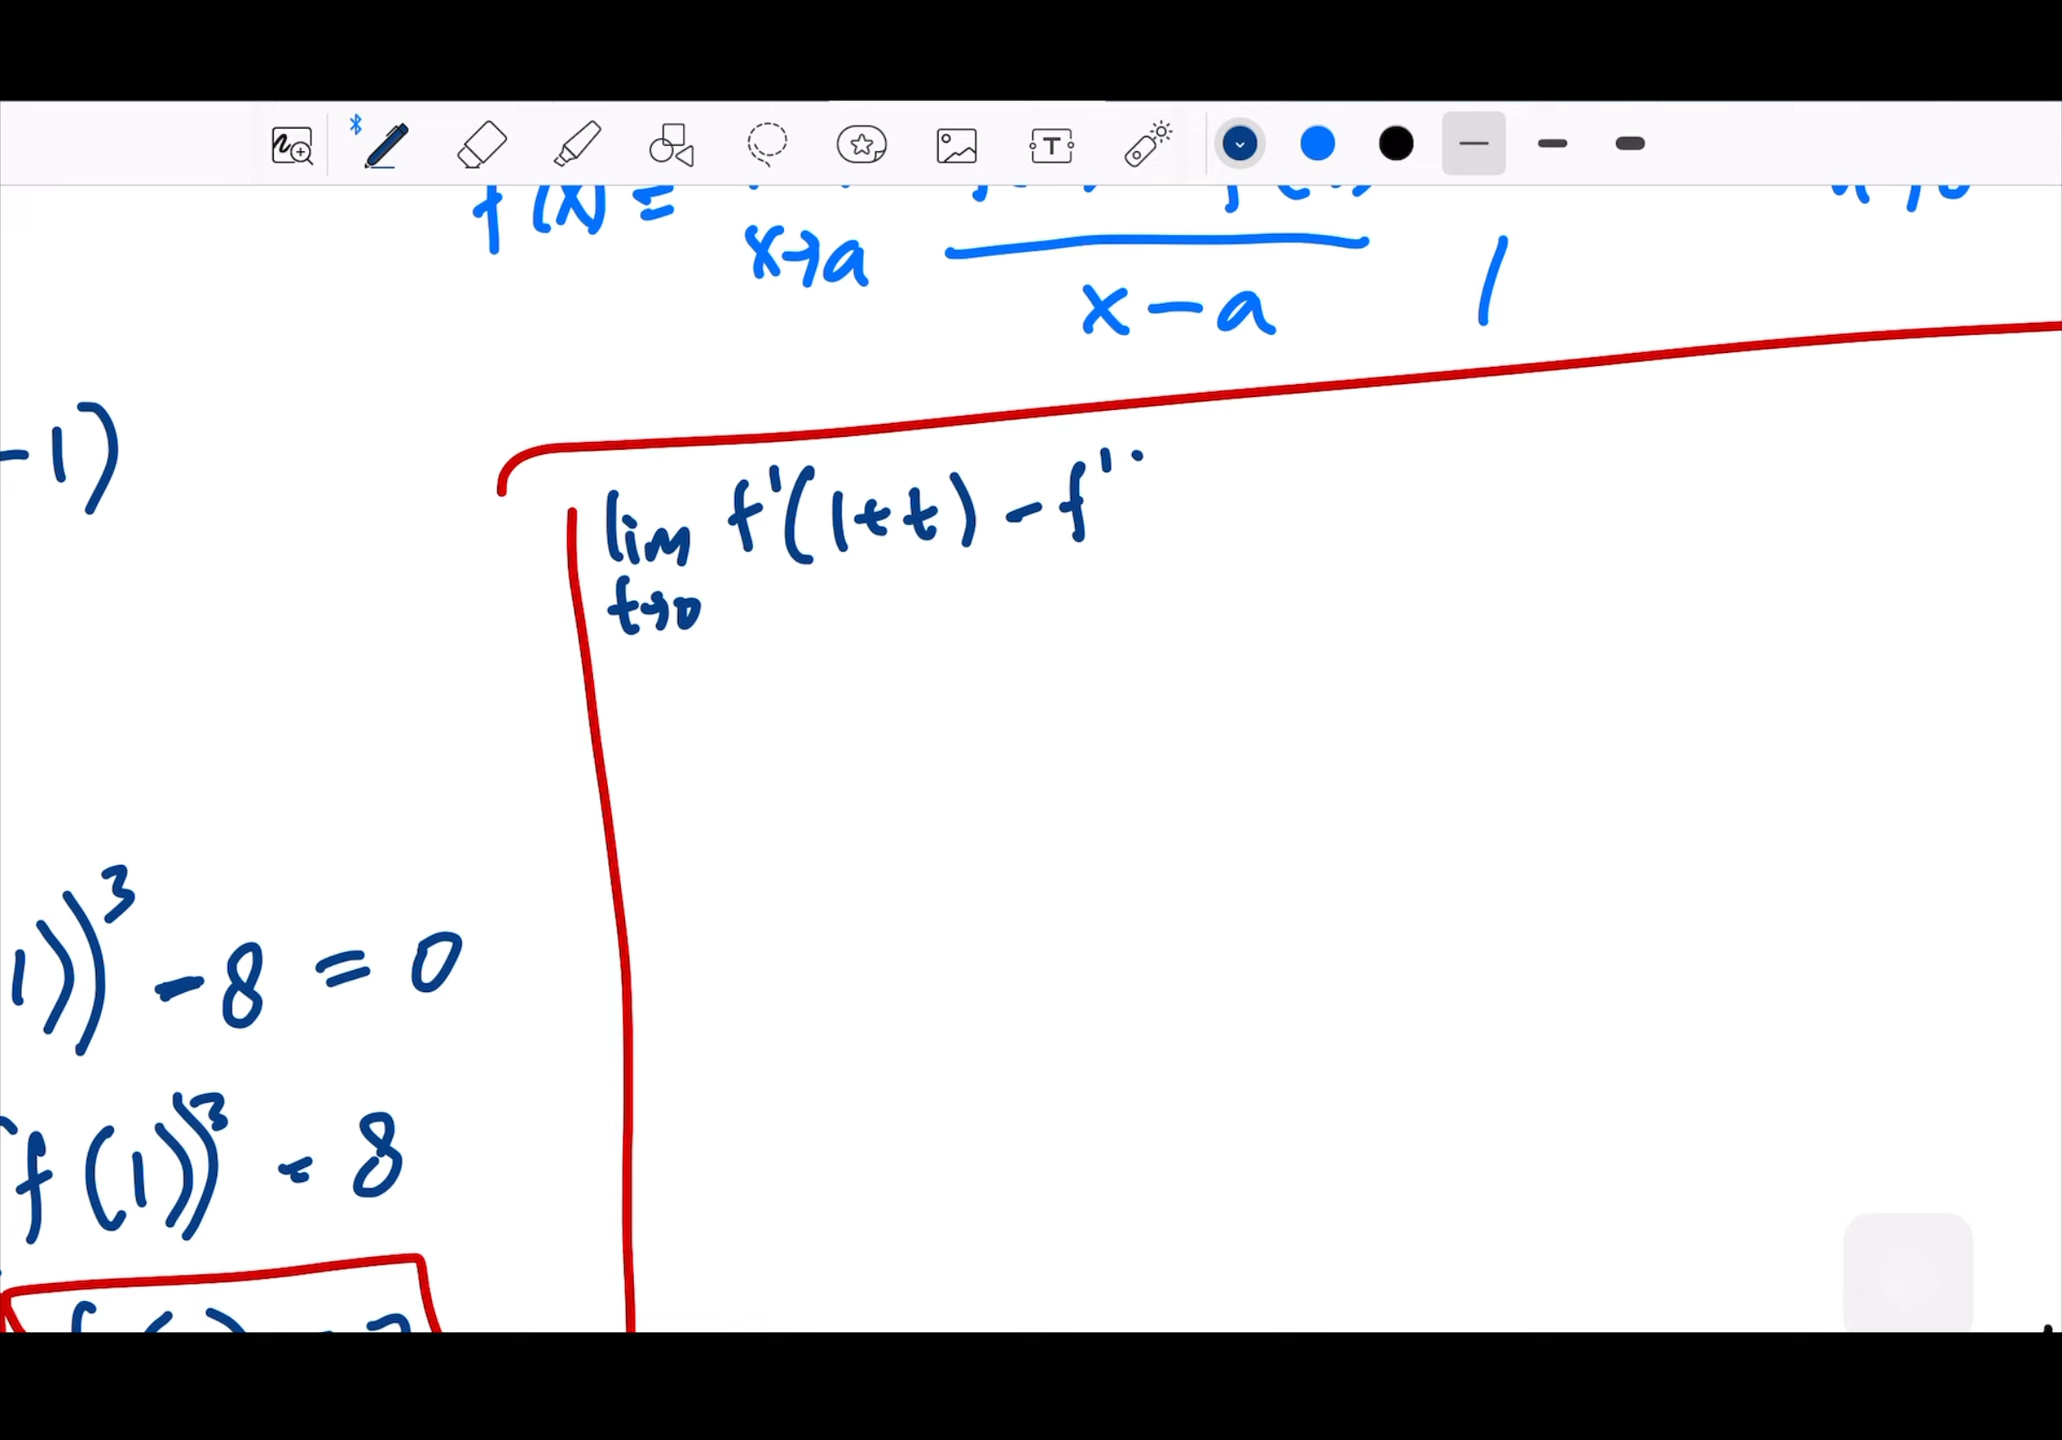 f'(x) =
x→a
x - a
-1)
lim f'(1+t) - f'
t→0
1))³ - 8 = 0
f(1))³ = 8